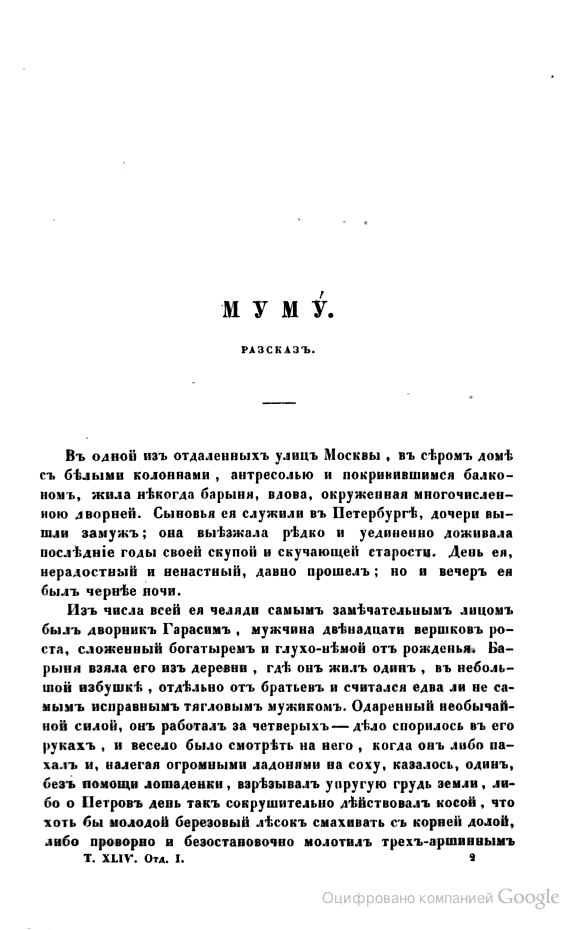 МУМУ́.
РАЗСКАЗЪ.
Въ одной изъ отдаленныхъ улицъ Москвы, въ сѣромъ домѣ
съ бѣлыми колоннами, антресолью и покривившимся балко-
номъ, жила нѣкогда барыня, вдова, окруженная многочислен-
ною дворней. Сыновья ея служили въ Петербургѣ, дочери вы-
шли замужъ; она выѣзжала рѣдко и уединенно доживала
послѣдніе годы своей скупой и скучающей старости. День ея,
нерадостный и ненастный, давно прошелъ; но и вечеръ ея
былъ чернѣе ночи.
Изъ числа всей ея челяди самымъ замѣчательнымъ лицомъ
былъ дворникъ Гарасимъ, мужчина двѣнадцати вершковъ ро-
ста, сложенный богатыремъ и глухо-нѣмой отъ рожденья. Ба-
рыня взяла его изъ деревни, гдѣ онъ жилъ одинъ, въ неболь-
шой избушкѣ, отдѣльно отъ братьевъ и считался едва ли не са-
мымъ исправнымъ тягловымъ мужикомъ. Одаренный необычай-
ной силой, онъ работалъ за четверыхъ—дѣло спорилось въ его
рукахъ, и весело было смотрѣть на него, когда онъ либо па-
халъ и, налегая огромными ладонями на соху, казалось, одинъ,
безъ помощи лошаденки, взрѣзывалъ упругую грудь земли, ли-
бо о Петровъ день такъ сокрушительно дѣйствовалъ косой, что
хоть бы молодой березовый лѣсокъ смахивать съ корней долой,
либо проворно и безостановочно молотилъ трехъ-аршиннымъ
Т. XLIV. Отд. I. 2
Оцифровано компанией Google